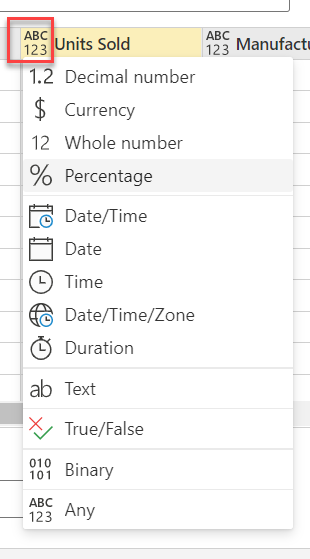 ABC
123 Units Sold ABC
123 Manufactu
1.2 Decimal number
$ Currency
12 Whole number
% Percentage
Date/Time
Date
Time
Date/Time/Zone
Duration
ab Text
True/False
010
101 Binary
ABC
123 Any